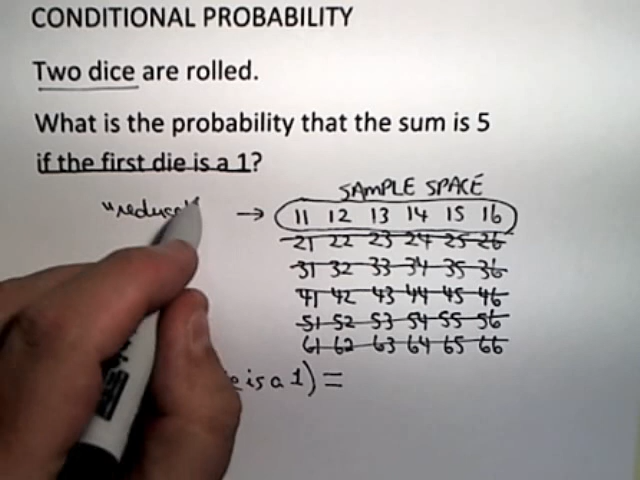 CONDITIONAL PROBABILITY
Two dice are rolled.
What is the probability that the sum is 5
if the first die is a 1?
SAMPLE SPACE
→ 11 12 13 14 15 16
21 22 23 24 25 26
31 32 33 34 35 36
41 42 43 44 45 46
51 52 53 54 55 56
61 62 63 64 65 66
is a 1) =